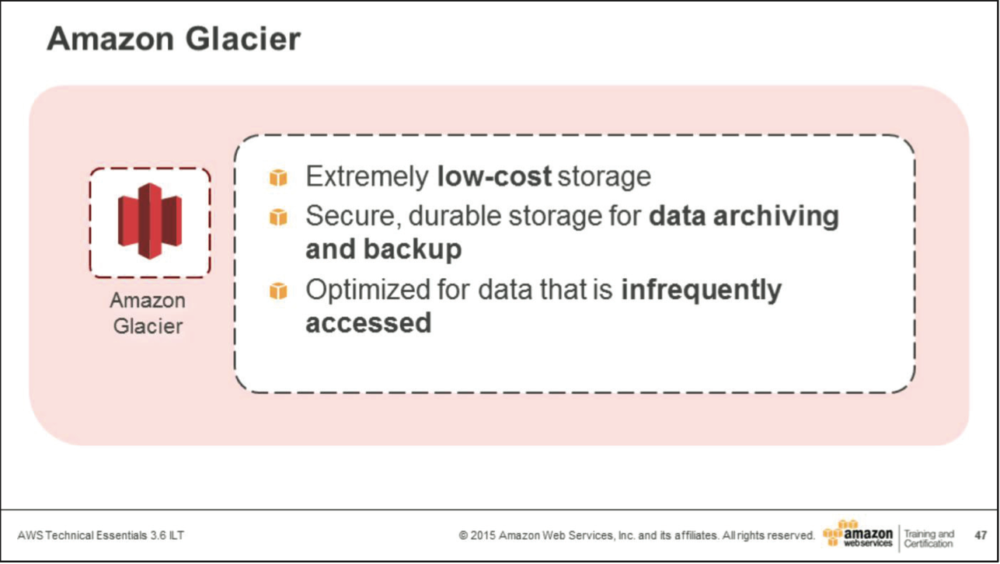 Amazon Glacier
Extremely low-cost storage
Secure, durable storage for data archiving
and backup
Optimized for data that is infrequently
accessed
Amazon
Glacier
AWS Technical Essentials 3.6 ILT
© 2015 Amazon Web Services, Inc. and its affiliates. All rights reserved.
amazon
webservices
Training and
Certification
47